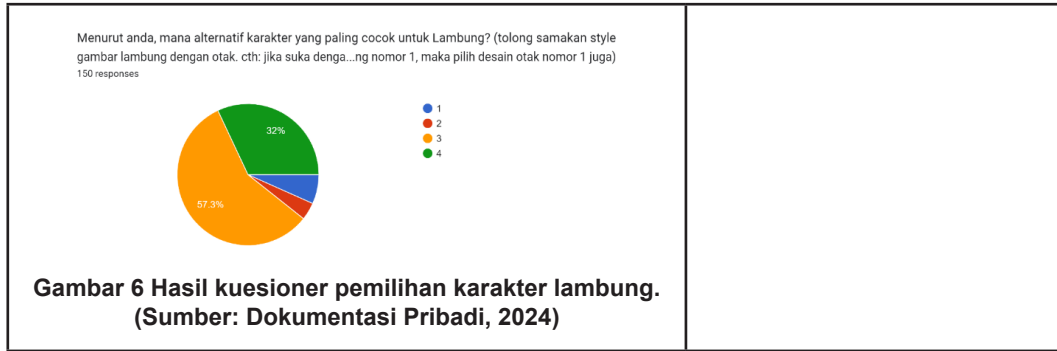 Menurut anda, mana alternatif karakter yang paling cocok untuk Lambung? (tolong samakan style
gambar lambung dengan otak. cth: jika suka denga...ng nomor 1, maka pilih desain otak nomor 1 juga)
150 responses
32%
57.3%
1
2
3
4
Gambar 6 Hasil kuesioner pemilihan karakter lambung.
(Sumber: Dokumentasi Pribadi, 2024)